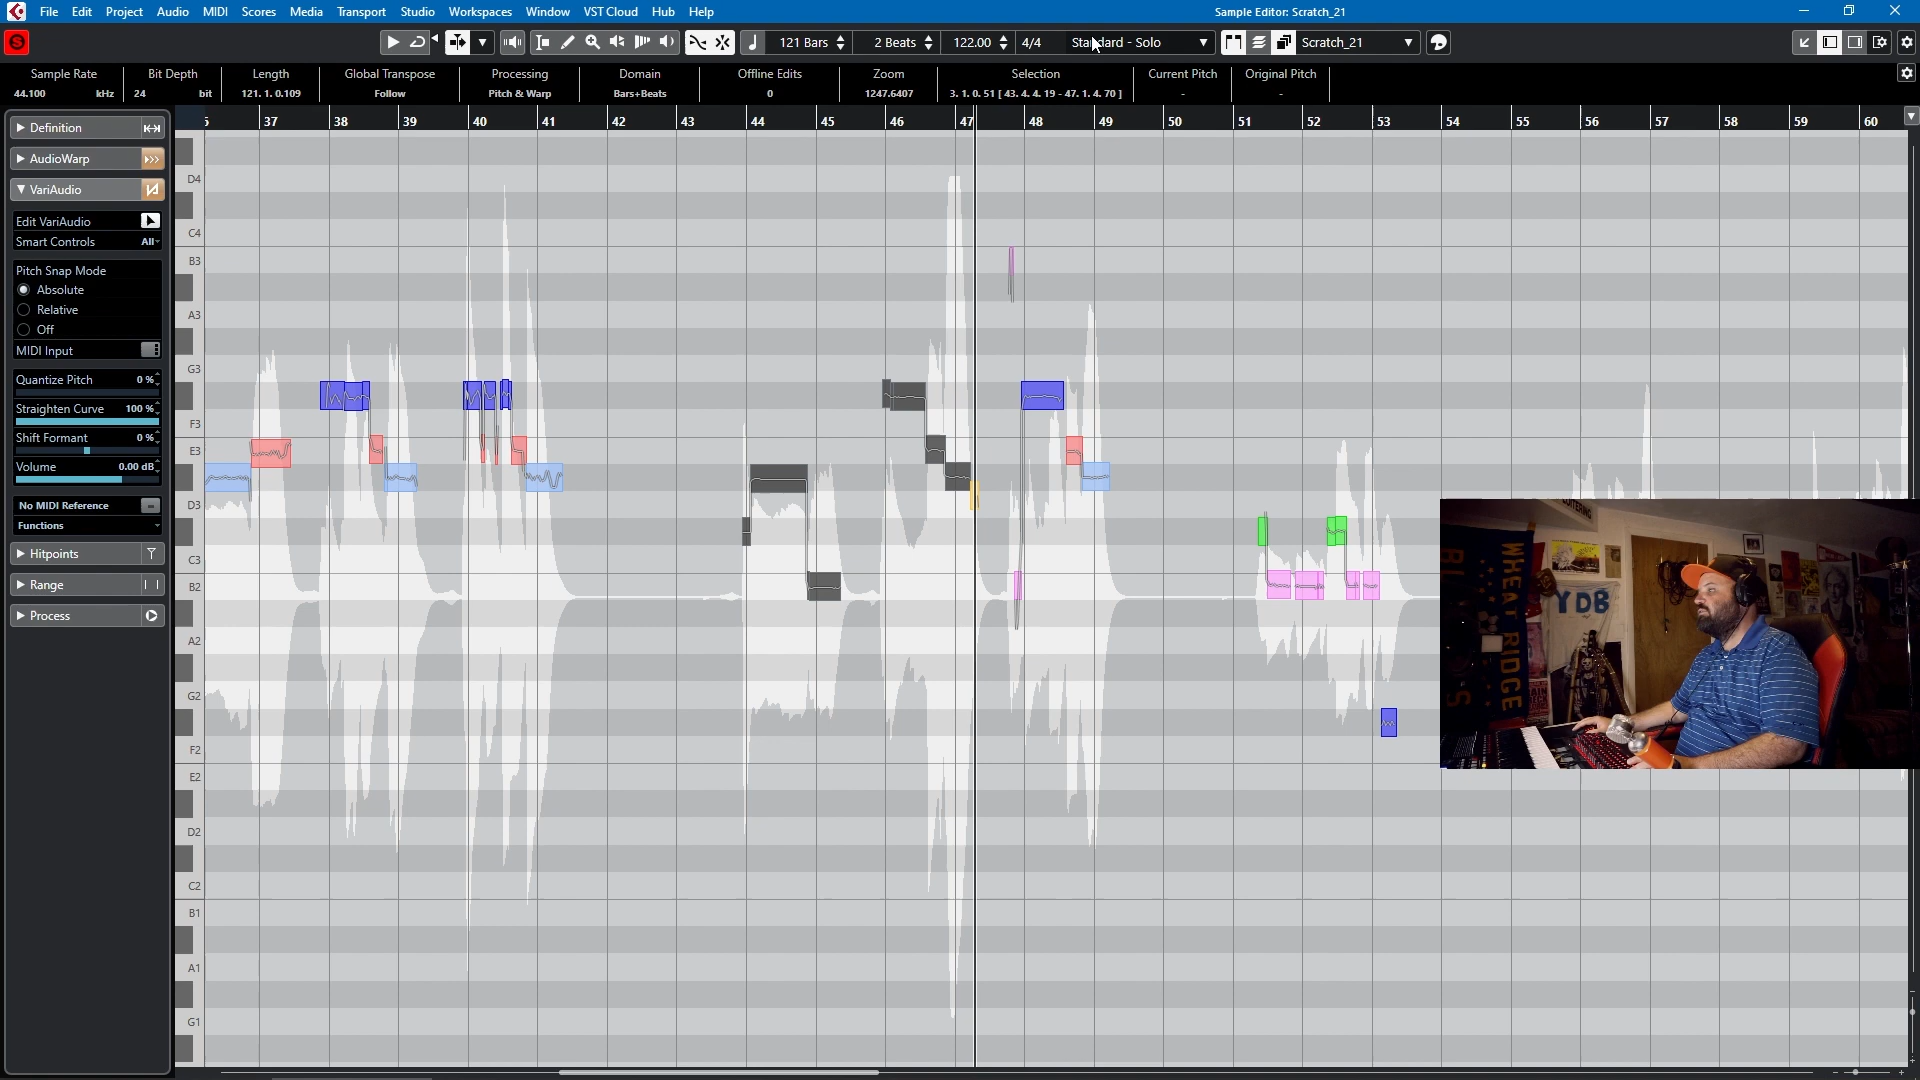 File Edit Project Audio MIDI Scores Media Transport Studio Workspaces Window VST Cloud Hub Help
Sample Editor: Scratch_21
121 Bars 2 Beats 122.00 4/4 Standard - Solo Scratch_21
Sample Rate Bit Depth Length Global Transpose Processing Domain Offline Edits Zoom Selection Current Pitch Original Pitch
44.100 kHz 24 bit 121. 1. 0.109 Follow Pitch & Warp Bars+Beats 0 1247.6407 3. 1. 0. 51 [ 43. 4. 4. 19 - 47. 1. 4. 70 ] - -
37 38 39 40 41 42 43 44 45 46 47 48 49 50 51 52 53 54 55 56 57 58 59 60
Definition
AudioWarp
VariAudio
Edit VariAudio
Smart Controls All
Pitch Snap Mode
Absolute
Relative
Off
MIDI Input
Quantize Pitch 0 %
Straighten Curve 100 %
Shift Formant 0 %
Volume 0.00 dB
No MIDI Reference
Functions
Hitpoints
Range
Process
D4
C4
B3
A3
G3
F3
E3
D3
C3
B2
A2
G2
F2
E2
D2
C2
B1
A1
G1
WHEAT RIDGE
YDB